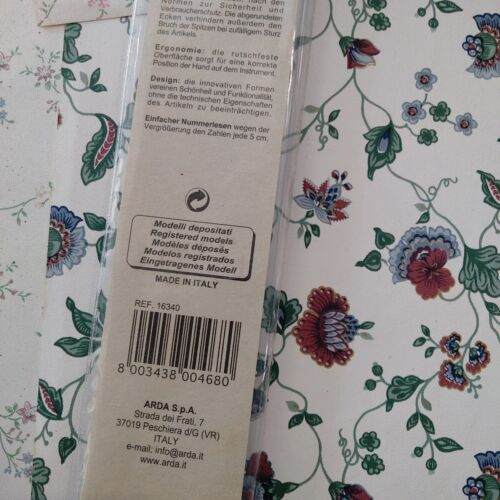 Normen zur Sicherheit und
Verbraucherschutz. Die abgerundeten
Ecken verhindern außerdem den
Bruch der Spitzen bei zufälligem Sturz
des Artikels.
Ergonomie: die rutschfeste
Oberfläche sorgt für eine korrekte
Position der Hand auf dem Instrument.
Design: die innovativen Formen
vereinen Schönheit und Funktionalität,
ohne die technischen Eigenschaften
des Artikels zu beeinträchtigen.
Einfacher Nummerlesen wegen der
Vergrößerung den Zahlen jede 5 cm.
Modelli depositati
Registered models
Modèles déposés
Modelos registrados
Eingetragenes Modell
MADE IN ITALY
REF. 16340
8 003438 004680
ARDA S.p.A.
Strada dei Frati, 7
37019 Peschiera d/G (VR)
ITALY
e-mail: info@arda.it
www.arda.it